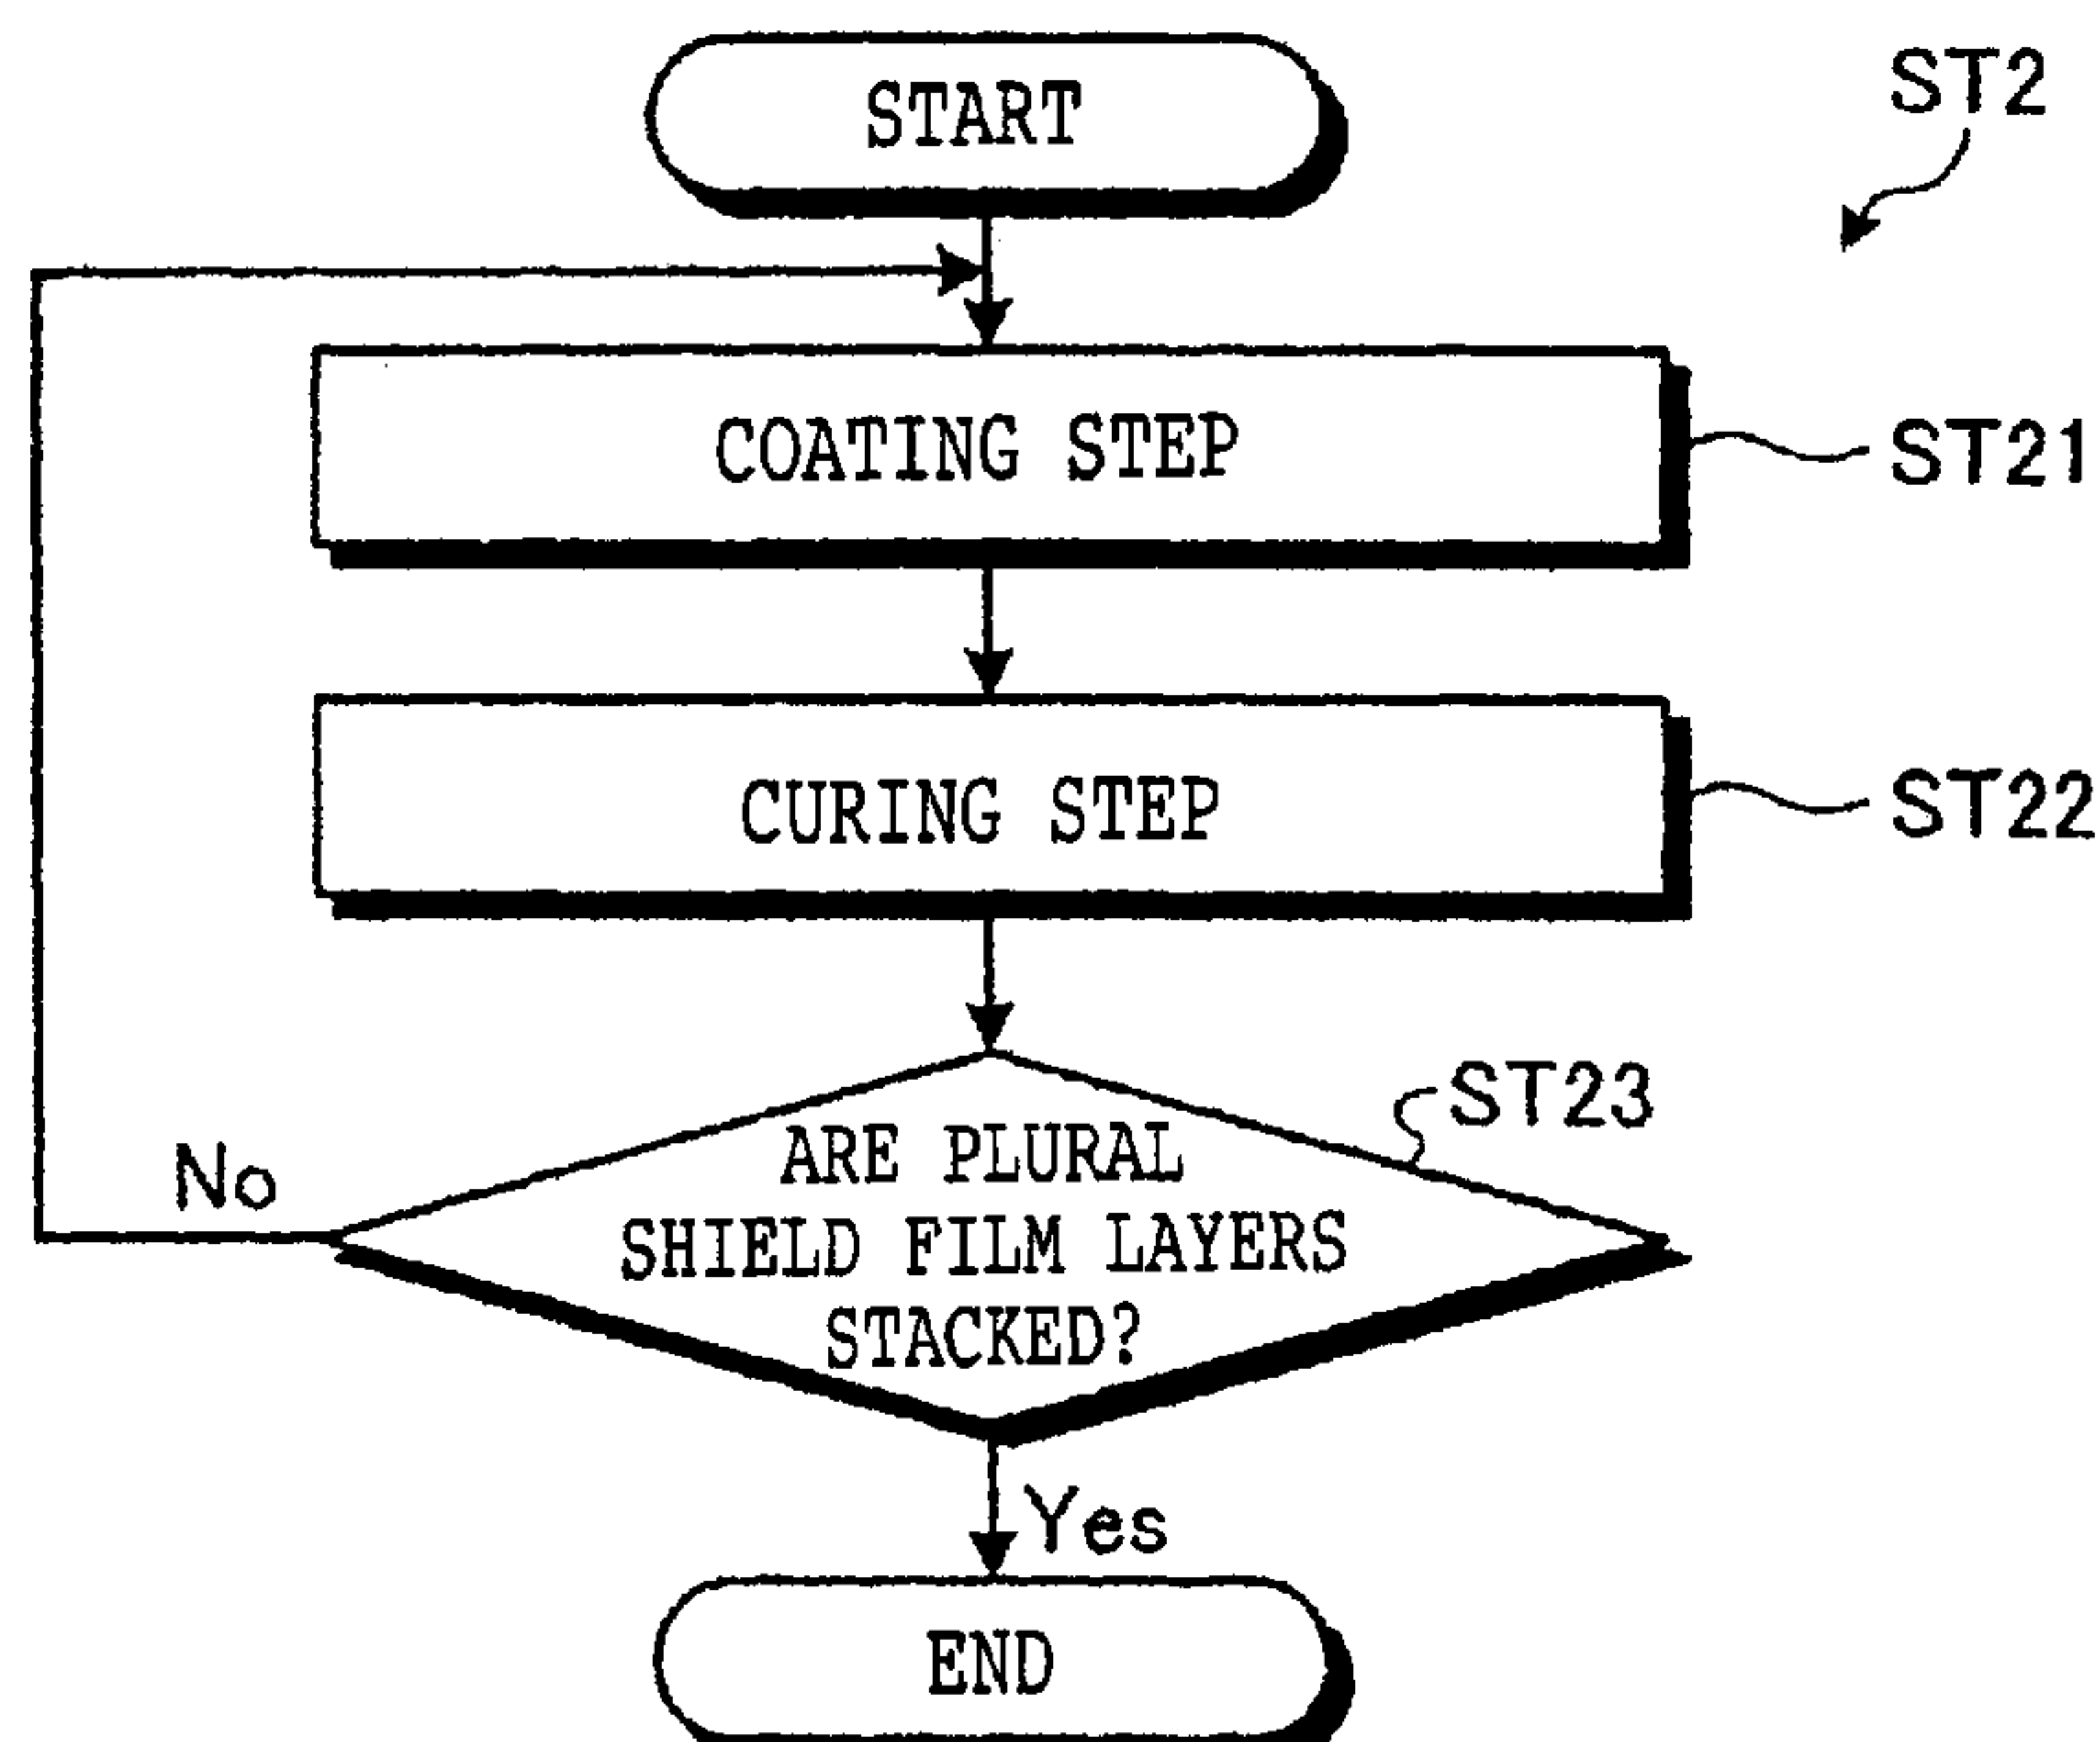 START
ST2
COATING STEP
ST21
CURING STEP
ST22
ST23
ARE PLURAL
SHIELD FILM LAYERS
STACKED?
No
Yes
END